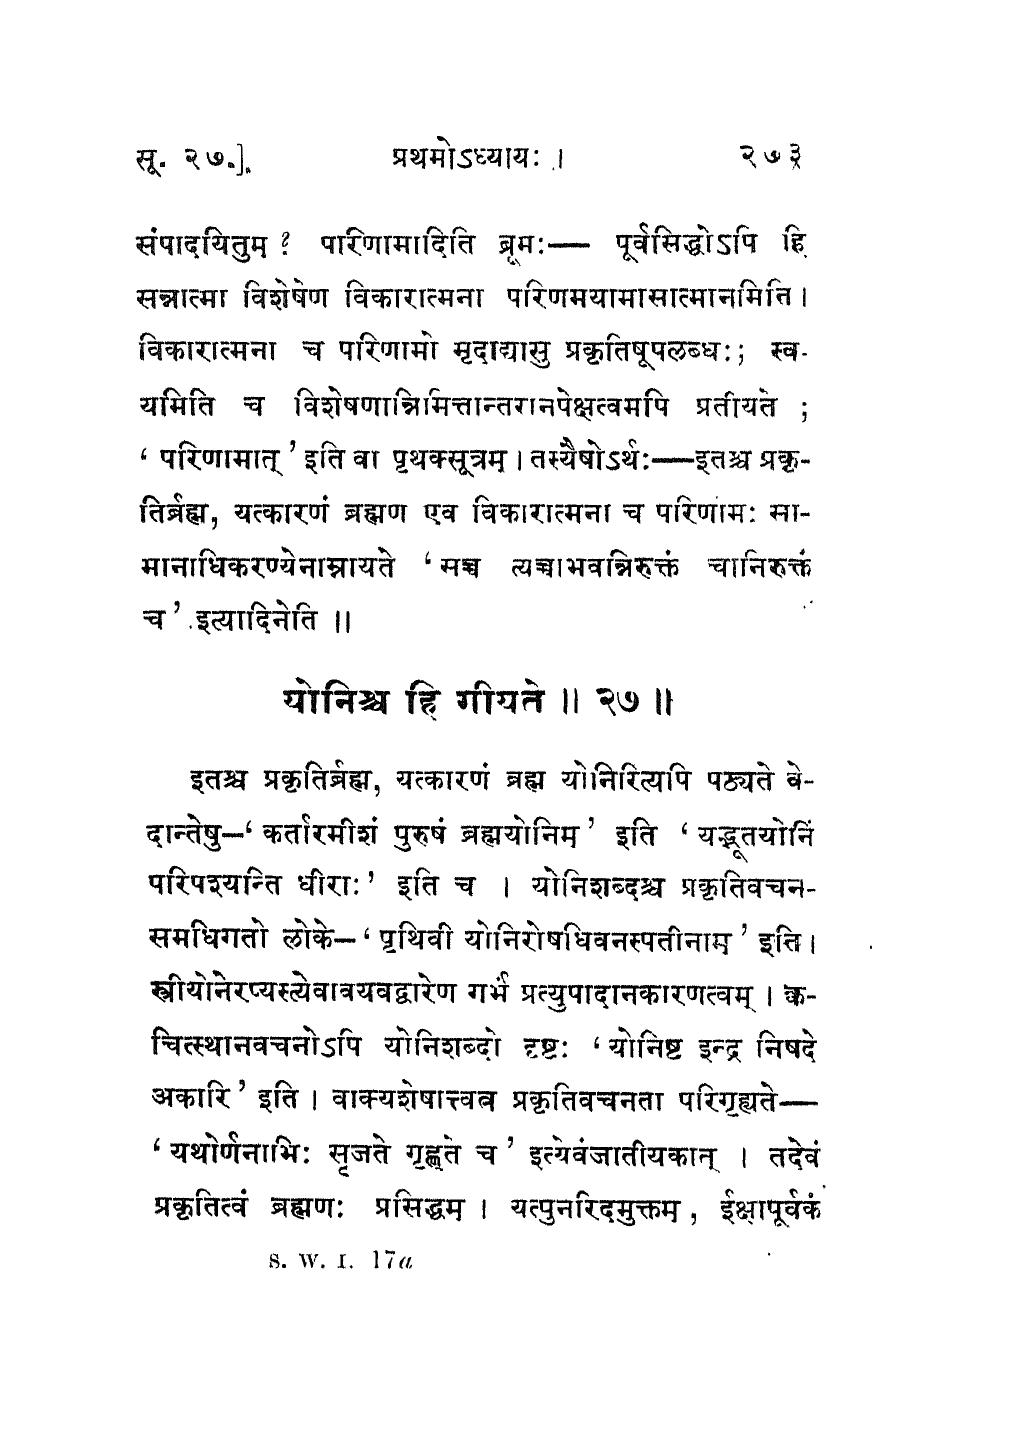 सू. २७.]. प्रथमोऽध्यायः । २७३
संपादयितुम् ? परिणामादिति ब्रूमः— पूर्वसिद्धोऽपि हि
सन्नात्मा विशेषेण विकारात्मना परिणमयामासात्मानमिति ।
विकारात्मना च परिणामो मृदाद्यासु प्रकृतिषूपलब्धः; स्व-
यमिति च विशेषणान्निमित्तान्तरानपेक्षत्वमपि प्रतीयते ;
‘ परिणामात् ’ इति वा पृथक्सूत्रम् । तस्यैषोऽर्थः—इतश्च प्रकृ-
तिर्ब्रह्म, यत्कारणं ब्रह्मण एव विकारात्मना च परिणामः सा-
मानाधिकरण्येनाम्नायते ‘ सच्च त्यच्चाभवन्निरुक्तं चानिरुक्तं
च ’ इत्यादिनेति ॥
योनिश्च हि गीयते ॥ २७ ॥
इतश्च प्रकृतिर्ब्रह्म, यत्कारणं ब्रह्म योनिरित्यपि पठ्यते वे-
दान्तेषु—‘ कर्तारमीशं पुरुषं ब्रह्मयोनिम् ’ इति ‘ यद्भूतयोनिं
परिपश्यन्ति धीराः ’ इति च । योनिशब्दश्च प्रकृतिवचन-
समधिगतो लोके—‘ पृथिवी योनिरोषधिवनस्पतीनाम् ’ इति ।
स्त्रीयोनेरप्यस्त्येवावयवद्वारेण गर्भं प्रत्युपादानकारणत्वम् । क्व-
चित्स्थानवचनोऽपि योनिशब्दो दृष्टः ‘ योनिष्ट इन्द्र निषदे
अकारि ’ इति । वाक्यशेषात्त्वत्र प्रकृतिवचनता परिगृह्यते—
‘ यथोर्णनाभिः सृजते गृह्णते च ’ इत्येवंजातीयकात् । तदेवं
प्रकृतित्वं ब्रह्मणः प्रसिद्धम् । यत्पुनरिदमुक्तम् , ईक्षापूर्वकं
S. W. I. 17a